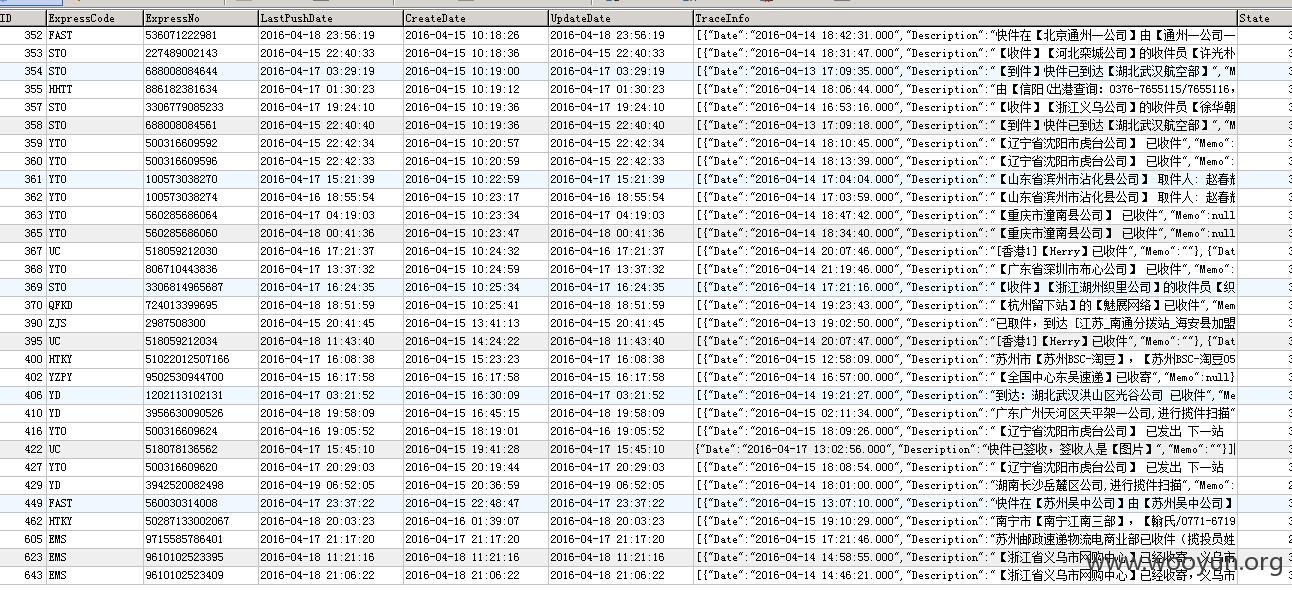 ID ExpressCode ExpressNo LastPushDate CreateDate UpdateDate TraceInfo State
352 FAST 536071222981 2016-04-18 23:56:19 2016-04-15 10:18:26 2016-04-18 23:56:19 [{"Date":"2016-04-14 18:42:31.000","Description":"快件在【北京通州一公司】由【通州一公司一
353 STO 227489002143 2016-04-15 22:40:33 2016-04-15 10:18:36 2016-04-15 22:40:33 [{"Date":"2016-04-14 18:31:47.000","Description":"【收件】【河北栾城公司】的收件员【许光朴
354 STO 688008084644 2016-04-17 03:29:19 2016-04-15 10:19:00 2016-04-17 03:29:19 [{"Date":"2016-04-13 17:09:35.000","Description":"【到件】快件已到达【湖北武汉航空部】","M
355 HHTT 886182381634 2016-04-17 01:30:23 2016-04-15 10:19:12 2016-04-17 01:30:23 [{"Date":"2016-04-14 18:06:44.000","Description":"由【信阳(出港查询：0376-7655115/7655116，
357 STO 3306779085233 2016-04-17 19:24:10 2016-04-15 10:19:36 2016-04-17 19:24:10 [{"Date":"2016-04-14 16:53:16.000","Description":"【收件】【浙江义乌公司】的收件员【徐华朝
358 STO 688008084561 2016-04-15 22:40:40 2016-04-15 10:19:36 2016-04-15 22:40:40 [{"Date":"2016-04-13 17:09:18.000","Description":"【到件】快件已到达【湖北武汉航空部】","M
359 YTO 500316609592 2016-04-15 22:42:34 2016-04-15 10:20:57 2016-04-15 22:42:34 [{"Date":"2016-04-14 18:10:45.000","Description":"【辽宁省沈阳市虎台公司】 已收件","Memo":
360 YTO 500316609596 2016-04-15 22:42:33 2016-04-15 10:20:59 2016-04-15 22:42:33 [{"Date":"2016-04-14 18:13:39.000","Description":"【辽宁省沈阳市虎台公司】 已收件","Memo":
361 YTO 100573038270 2016-04-17 15:21:39 2016-04-15 10:22:59 2016-04-17 15:21:39 [{"Date":"2016-04-14 17:04:04.000","Description":"【山东省滨州市沾化县公司】 取件人: 赵春
362 YTO 100573038274 2016-04-16 18:55:54 2016-04-15 10:23:17 2016-04-16 18:55:54 [{"Date":"2016-04-14 17:03:59.000","Description":"【山东省滨州市沾化县公司】 取件人: 赵春
363 YTO 560285686064 2016-04-17 04:19:03 2016-04-15 10:23:34 2016-04-17 04:19:03 [{"Date":"2016-04-14 18:47:42.000","Description":"【重庆市潼南县公司】 已收件","Memo":null
365 YTO 560285686060 2016-04-18 00:41:36 2016-04-15 10:23:47 2016-04-18 00:41:36 [{"Date":"2016-04-14 18:34:40.000","Description":"【重庆市潼南县公司】 已收件","Memo":null
367 UC 518059212030 2016-04-16 17:21:37 2016-04-15 10:24:32 2016-04-16 17:21:37 [{"Date":"2016-04-14 20:07:46.000","Description":"[香港1]【Herry】已收件","Memo":""},{"Dat
368 YTO 806710443836 2016-04-17 13:37:32 2016-04-15 10:24:59 2016-04-17 13:37:32 [{"Date":"2016-04-14 21:19:46.000","Description":"【广东省深圳市布心公司】 已收件","Memo":
369 STO 3306814965687 2016-04-17 16:24:35 2016-04-15 10:25:34 2016-04-17 16:24:35 [{"Date":"2016-04-14 17:21:16.000","Description":"【收件】【浙江湖州织里公司】的收件员【织
370 QFKD 724013399695 2016-04-18 18:51:59 2016-04-15 10:25:41 2016-04-18 18:51:59 [{"Date":"2016-04-14 19:23:43.000","Description":"【杭州留下站】的【魅展网络】已收件","Mem
390 ZJS 2987508300 2016-04-15 20:41:45 2016-04-15 13:41:13 2016-04-15 20:41:45 [{"Date":"2016-04-13 19:02:50.000","Description":"已取件，到达 [江苏_南通分拨站_海安县加盟
395 UC 518059212034 2016-04-18 11:43:40 2016-04-15 14:24:22 2016-04-18 11:43:40 [{"Date":"2016-04-14 20:07:47.000","Description":"[香港1]【Herry】已收件","Memo":""},{"Dat
400 HTKY 51022012507166 2016-04-17 16:08:38 2016-04-15 15:23:23 2016-04-17 16:08:38 [{"Date":"2016-04-15 12:58:09.000","Description":"苏州市【苏州BSC-淘豆】，【苏州BSC-淘豆05
402 YZPY 9502530944700 2016-04-15 16:17:58 2016-04-15 16:17:58 2016-04-15 16:17:58 [{"Date":"2016-04-14 16:57:00.000","Description":"【全国中心东吴速递】已收寄","Memo":null}
406 YD 1202113102131 2016-04-17 03:21:52 2016-04-15 16:30:09 2016-04-17 03:21:52 [{"Date":"2016-04-14 19:21:27.000","Description":"到达：湖北武汉洪山区光谷公司 已收件","Me
410 YD 3956630090526 2016-04-18 19:58:09 2016-04-15 16:45:15 2016-04-18 19:58:09 [{"Date":"2016-04-15 02:11:34.000","Description":"广东广州天河区天平架一公司,进行揽件扫描"
416 YTO 500316609624 2016-04-16 19:05:52 2016-04-15 18:19:01 2016-04-16 19:05:52 [{"Date":"2016-04-15 18:09:26.000","Description":"【辽宁省沈阳市虎台公司】 已发出 下一站
422 UC 518078136562 2016-04-17 15:45:10 2016-04-15 19:41:28 2016-04-17 15:45:10 {"Date":"2016-04-17 13:02:56.000","Description":"快件已签收，签收人是【图片】","Memo":""}]
427 YTO 500316609620 2016-04-17 20:29:03 2016-04-15 20:19:44 2016-04-17 20:29:03 [{"Date":"2016-04-15 18:08:54.000","Description":"【辽宁省沈阳市虎台公司】 已发出 下一站
429 YD 3942520082498 2016-04-19 06:52:05 2016-04-15 20:36:59 2016-04-19 06:52:05 [{"Date":"2016-04-14 18:01:00.000","Description":"湖南长沙岳麓区公司,进行揽件扫描","Memo": 2
449 FAST 560030314008 2016-04-17 23:37:22 2016-04-15 22:48:47 2016-04-17 23:37:22 [{"Date":"2016-04-15 13:07:10.000","Description":"快件在【苏州吴中公司】由【苏州吴中公司】
462 HTKY 50287133002067 2016-04-18 20:03:23 2016-04-16 01:39:07 2016-04-18 20:03:23 [{"Date":"2016-04-15 19:10:29.000","Description":"南宁市【南宁江南三部】，【翰氏/0771-6719
605 EMS 9715585786401 2016-04-17 21:17:20 2016-04-17 21:17:20 2016-04-17 21:17:20 [{"Date":"2016-04-15 17:21:46.000","Description":"苏州邮政速递物流电商业部已收件（揽投员姓 2
623 EMS 9610102523395 2016-04-18 11:21:16 2016-04-18 11:21:16 2016-04-18 11:21:16 [{"Date":"2016-04-14 14:58:55.000","Description":"【浙江省义乌市网购中心】已经收寄，义乌市
643 EMS 9610102523409 2016-04-18 21:06:22 2016-04-18 21:06:22 2016-04-18 21:06:22 [{"Date":"2016-04-14 14:46:21.000","Description":"【浙江省义乌市网购中心】已经收寄，义乌市
www.wooyun.org